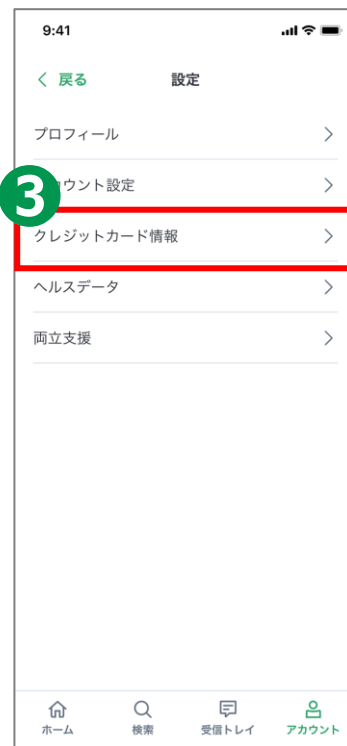 9:41
戻る 設定
プロフィール
カウント設定
3
クレジットカード情報
ヘルスデータ
両立支援
ホーム 検索 受信トレイ アカウント